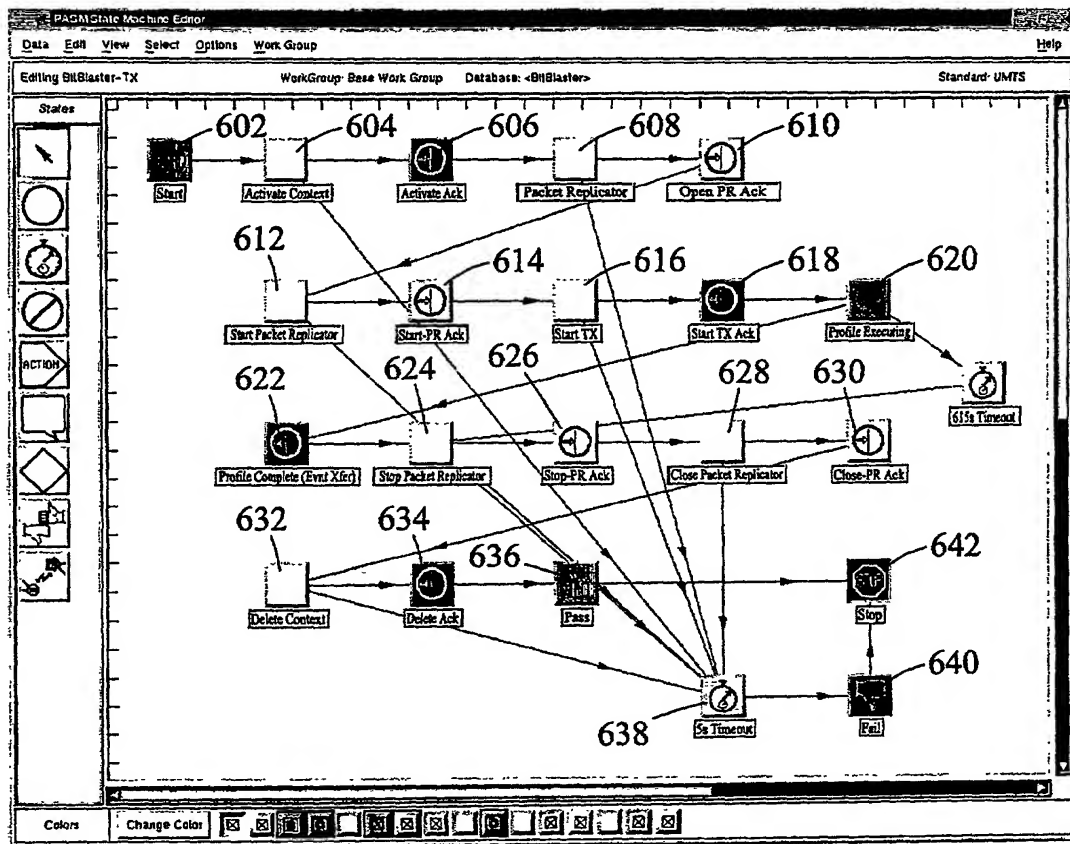 PASMState Machine Editor
Data Edit View Select Options Work Group Help
Editing BitBlaster-TX WorkGroup: Base Work Group Database: <BitBlaster> Standard: UMTS
States
602 604 606 608 610
Start Activate Context Activate Ack Packet Replicator Open PR Ack
612 614 616 618 620
Start Packet Replicator Start-PR Ack Start TX Start TX Ack Profile Executing
ACTION
622 624 626 628 630
615s Timeout
Profile Complete (Evnt Xfer) Stop Packet Replicator Stop-PR Ack Close Packet Replicator Close-PR Ack
632 634 636 642
Delete Context Delete Ack Pass Stop
638 640
5s Timeout Fail
Colors Change Color